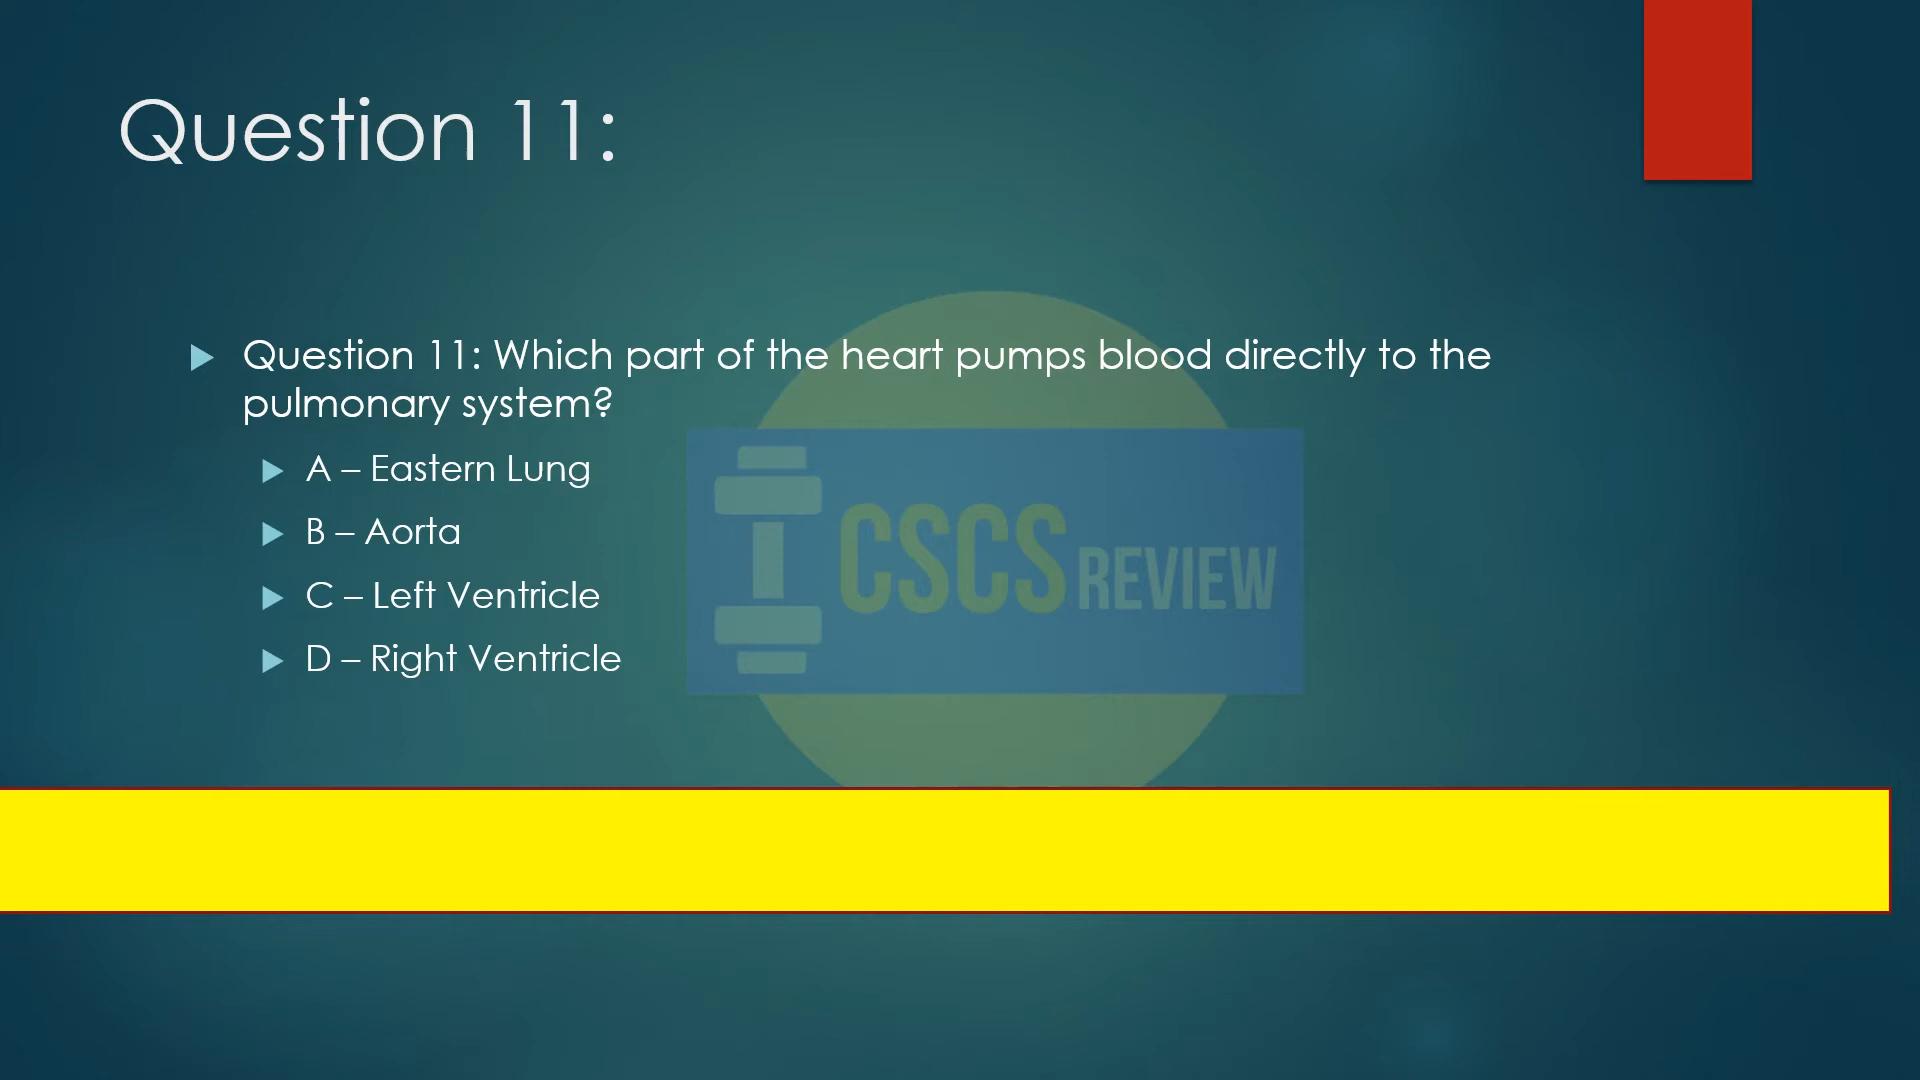 Question 11:
Question 11: Which part of the heart pumps blood directly to the
pulmonary system?
A – Eastern Lung
B – Aorta
C – Left Ventricle
D – Right Ventricle
CSCS REVIEW